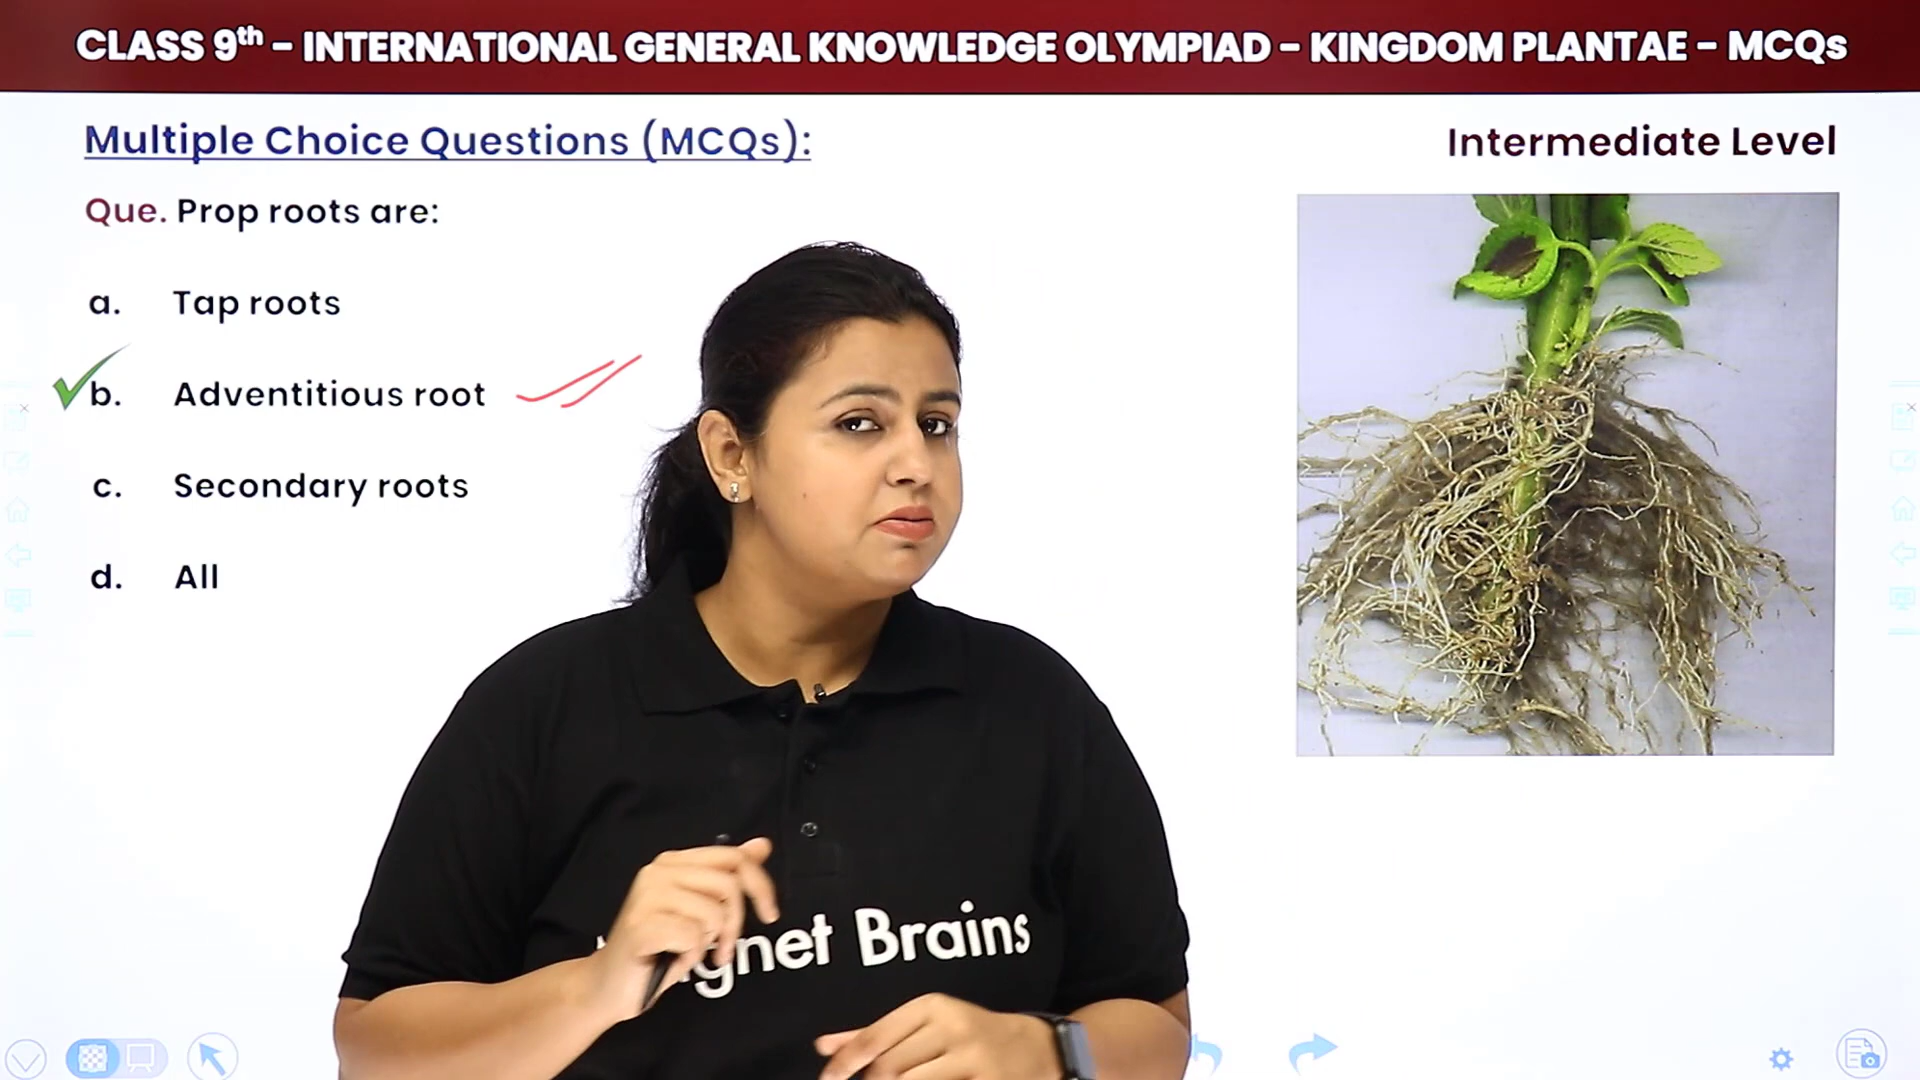 CLASS 9th – INTERNATIONAL GENERAL KNOWLEDGE OLYMPIAD – KINGDOM PLANTAE – MCQs
Multiple Choice Questions (MCQs):
Intermediate Level
Que. Prop roots are:
a. Tap roots
b. Adventitious root
c. Secondary roots
d. All
gnet Brains